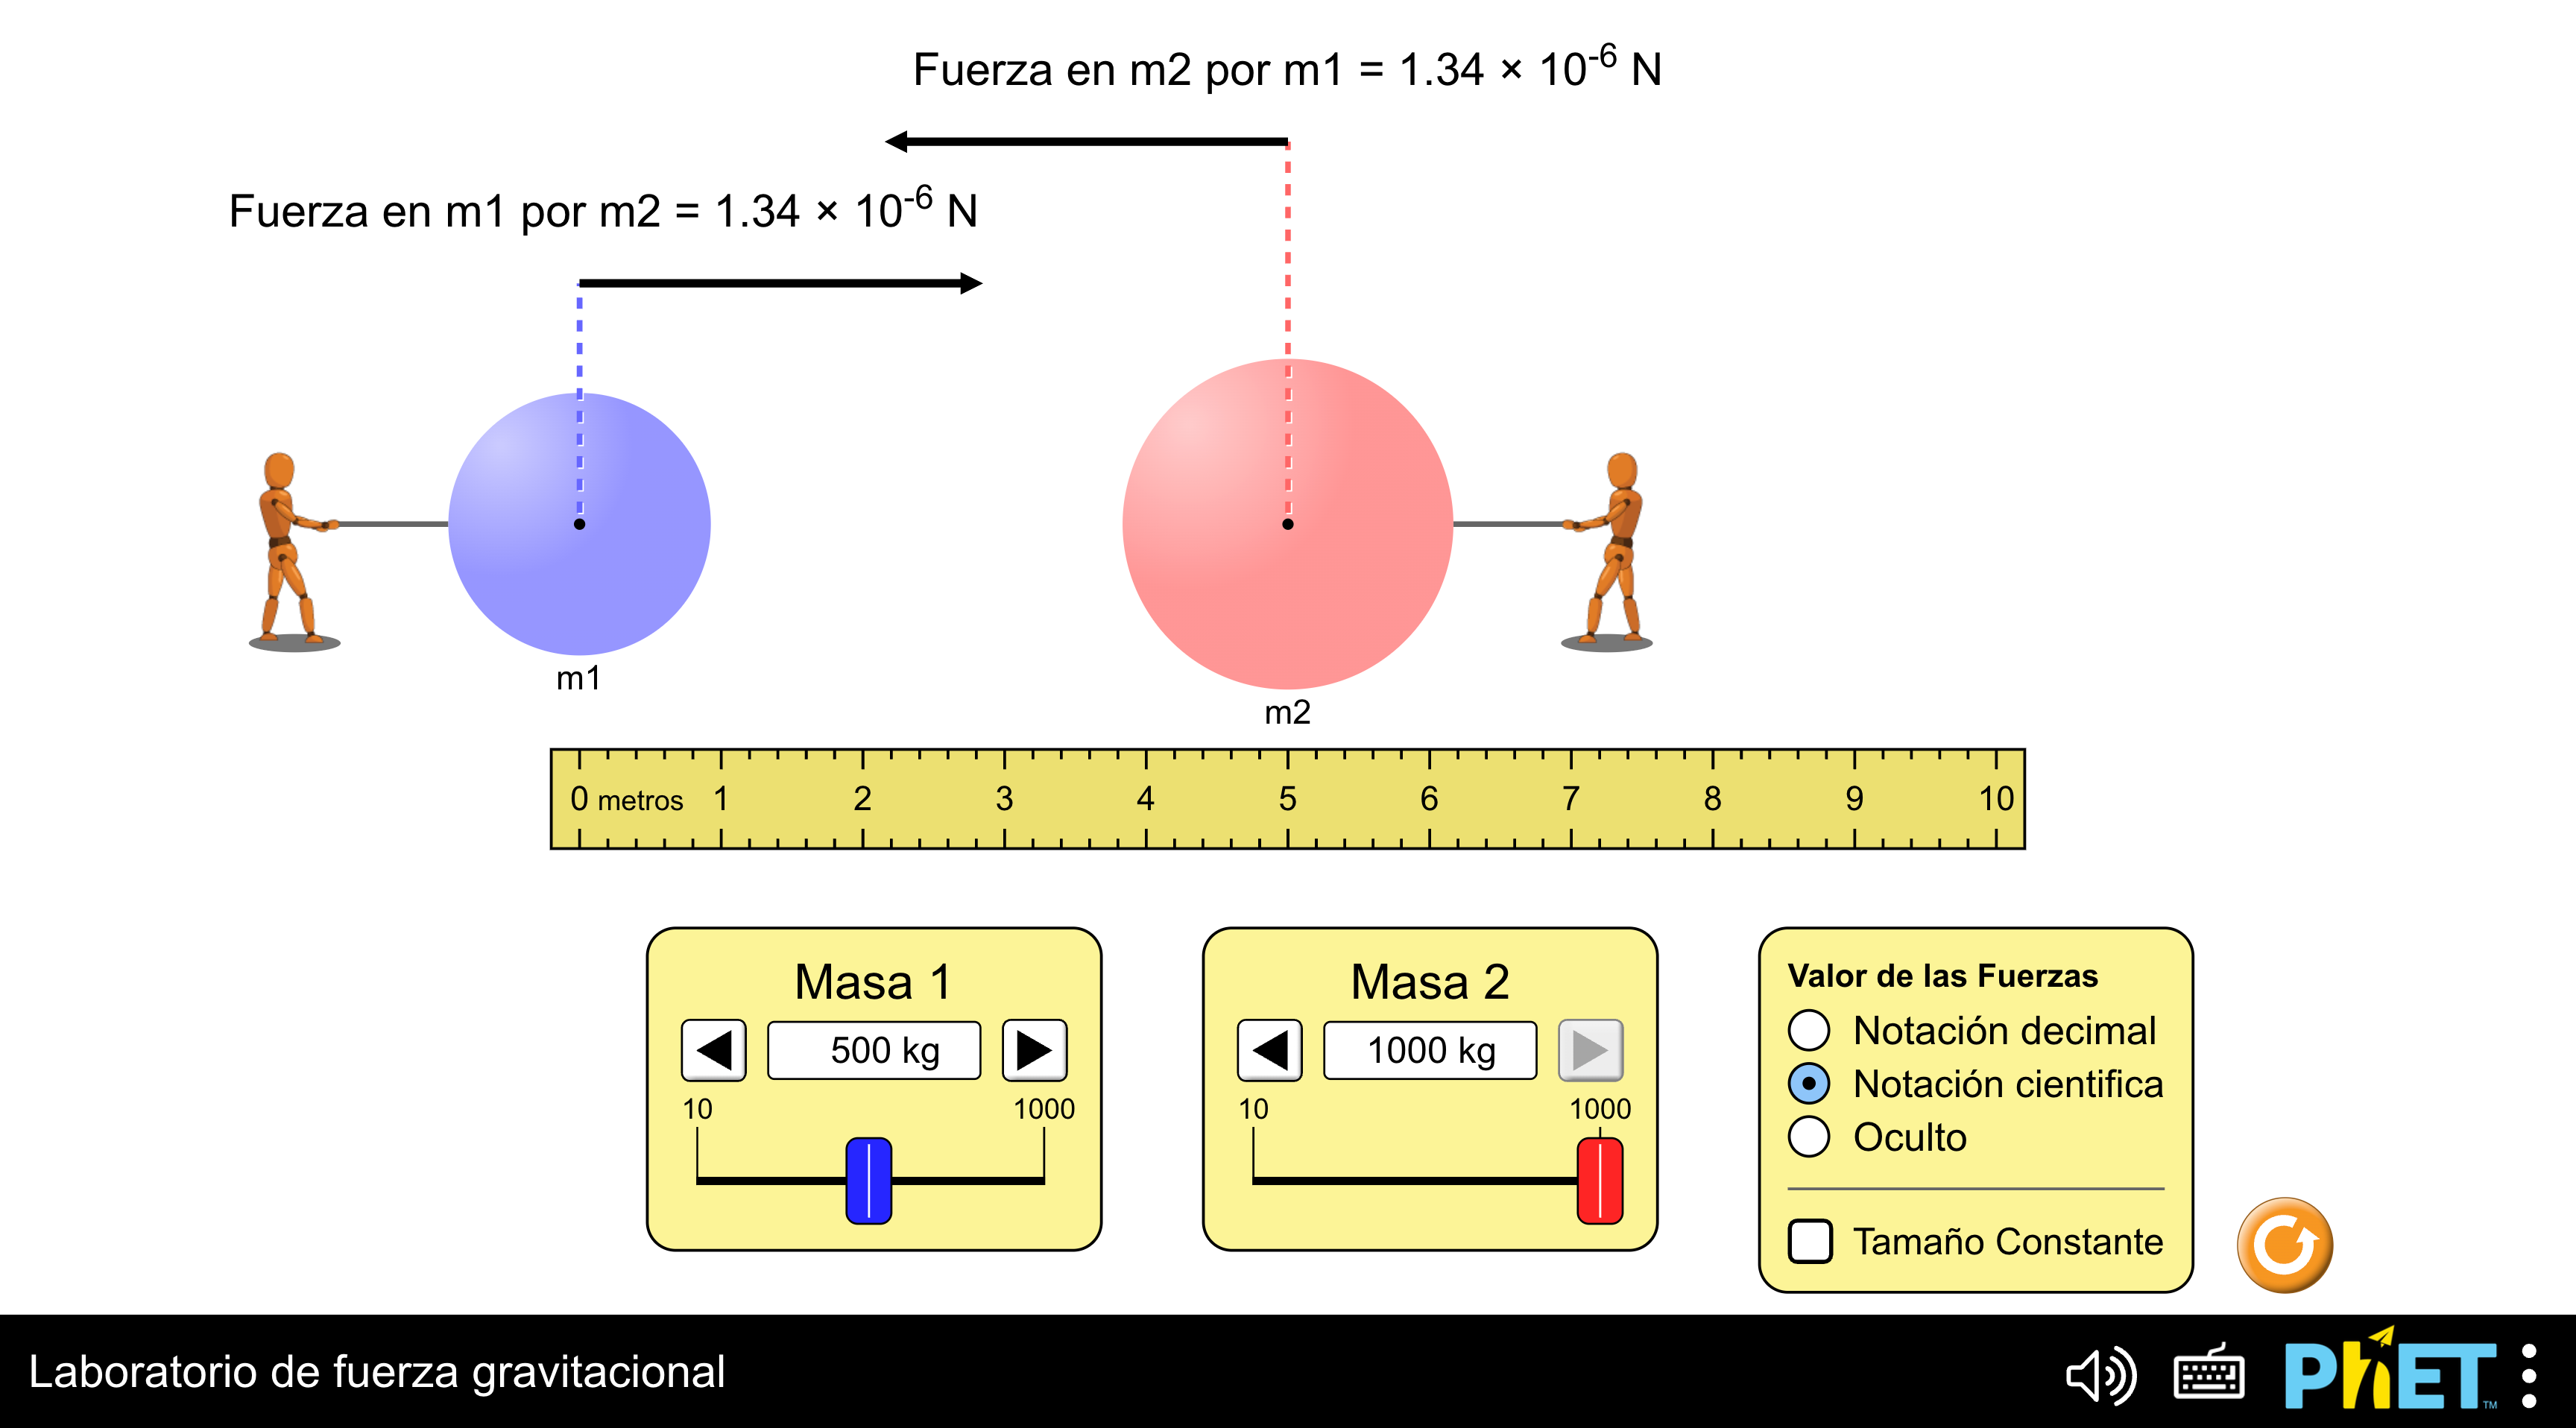 Fuerza en m2 por m1 = 1.34 × 10⁻⁶ N
Fuerza en m1 por m2 = 1.34 × 10⁻⁶ N
m1
m2
0 metros 1 2 3 4 5 6 7 8 9 10
Masa 1
500 kg
10 1000
Masa 2
1000 kg
10 1000
Valor de las Fuerzas
Notación decimal
Notación cientifica
Oculto
Tamaño Constante
Laboratorio de fuerza gravitacional
PhET™